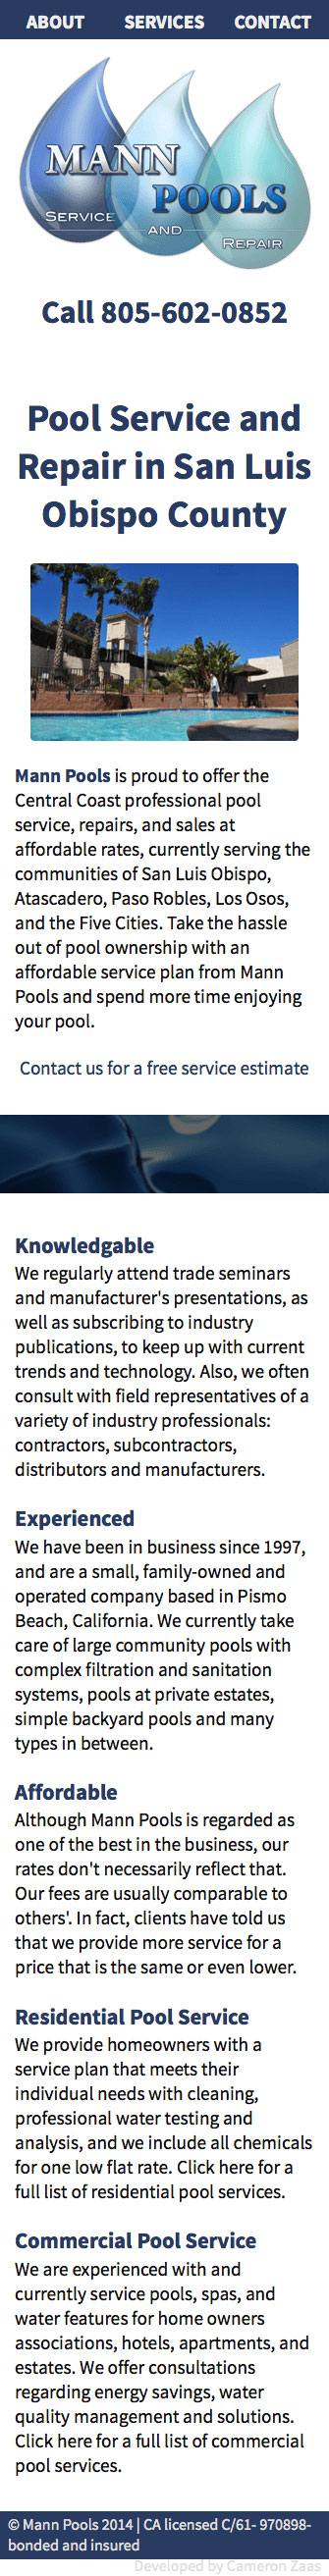 ABOUT SERVICES CONTACT
MANN
POOLS
SERVICE
AND
REPAIR
Call 805-602-0852
Pool Service and
Repair in San Luis
Obispo County
Mann Pools is proud to offer the
Central Coast professional pool
service, repairs, and sales at
affordable rates, currently serving the
communities of San Luis Obispo,
Atascadero, Paso Robles, Los Osos,
and the Five Cities. Take the hassle
out of pool ownership with an
affordable service plan from Mann
Pools and spend more time enjoying
your pool.
Contact us for a free service estimate
Knowledgable
We regularly attend trade seminars
and manufacturer's presentations, as
well as subscribing to industry
publications, to keep up with current
trends and technology. Also, we often
consult with field representatives of a
variety of industry professionals:
contractors, subcontractors,
distributors and manufacturers.
Experienced
We have been in business since 1997,
and are a small, family-owned and
operated company based in Pismo
Beach, California. We currently take
care of large community pools with
complex filtration and sanitation
systems, pools at private estates,
simple backyard pools and many
types in between.
Affordable
Although Mann Pools is regarded as
one of the best in the business, our
rates don't necessarily reflect that.
Our fees are usually comparable to
others'. In fact, clients have told us
that we provide more service for a
price that is the same or even lower.
Residential Pool Service
We provide homeowners with a
service plan that meets their
individual needs with cleaning,
professional water testing and
analysis, and we include all chemicals
for one low flat rate. Click here for a
full list of residential pool services.
Commercial Pool Service
We are experienced with and
currently service pools, spas, and
water features for home owners
associations, hotels, apartments, and
estates. We offer consultations
regarding energy savings, water
quality management and solutions.
Click here for a full list of commercial
pool services.
© Mann Pools 2014 | CA licensed C/61- 970898-
bonded and insured
Developed by Cameron Zaas